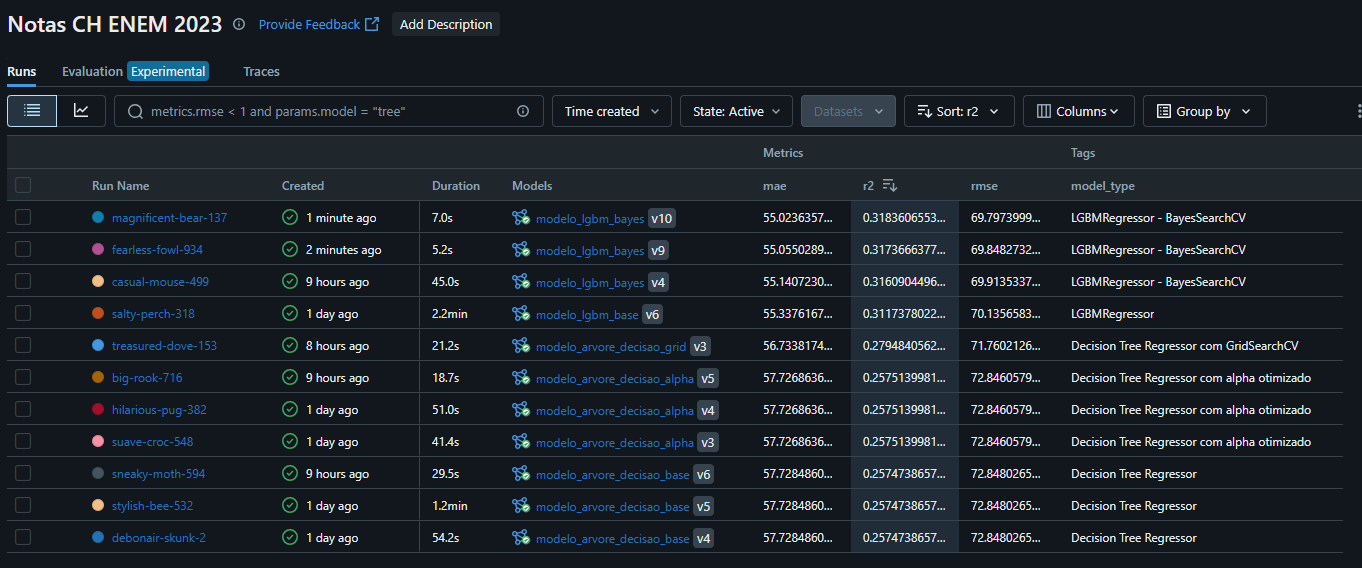 Notas CH ENEM 2023 Provide Feedback Add Description
Runs Evaluation Experimental Traces
metrics.rmse < 1 and params.model = "tree" Time created State: Active Datasets Sort: r2 Columns Group by
Metrics Tags
Run Name Created Duration Models mae r2 rmse model_type
magnificent-bear-137 1 minute ago 7.0s modelo_lgbm_bayes v10 55.0236357... 0.3183606553... 69.7973999... LGBMRegressor - BayesSearchCV
fearless-fowl-934 2 minutes ago 5.2s modelo_lgbm_bayes v9 55.0550289... 0.3173666377... 69.8482732... LGBMRegressor - BayesSearchCV
casual-mouse-499 9 hours ago 45.0s modelo_lgbm_bayes v4 55.1407230... 0.3160904496... 69.9135337... LGBMRegressor - BayesSearchCV
salty-perch-318 1 day ago 2.2min modelo_lgbm_base v6 55.3376167... 0.3117378022... 70.1356583... LGBMRegressor
treasured-dove-153 8 hours ago 21.2s modelo_arvore_decisao_grid v3 56.7338174... 0.2794840562... 71.7602126... Decision Tree Regressor com GridSearchCV
big-rook-716 9 hours ago 18.7s modelo_arvore_decisao_alpha v5 57.7268636... 0.2575139981... 72.8460579... Decision Tree Regressor com alpha otimizado
hilarious-pug-382 1 day ago 51.0s modelo_arvore_decisao_alpha v4 57.7268636... 0.2575139981... 72.8460579... Decision Tree Regressor com alpha otimizado
suave-croc-548 1 day ago 41.4s modelo_arvore_decisao_alpha v3 57.7268636... 0.2575139981... 72.8460579... Decision Tree Regressor com alpha otimizado
sneaky-moth-594 9 hours ago 29.5s modelo_arvore_decisao_base v6 57.7284860... 0.2574738657... 72.8480265... Decision Tree Regressor
stylish-bee-532 1 day ago 1.2min modelo_arvore_decisao_base v5 57.7284860... 0.2574738657... 72.8480265... Decision Tree Regressor
debonair-skunk-2 1 day ago 54.2s modelo_arvore_decisao_base v4 57.7284860... 0.2574738657... 72.8480265... Decision Tree Regressor